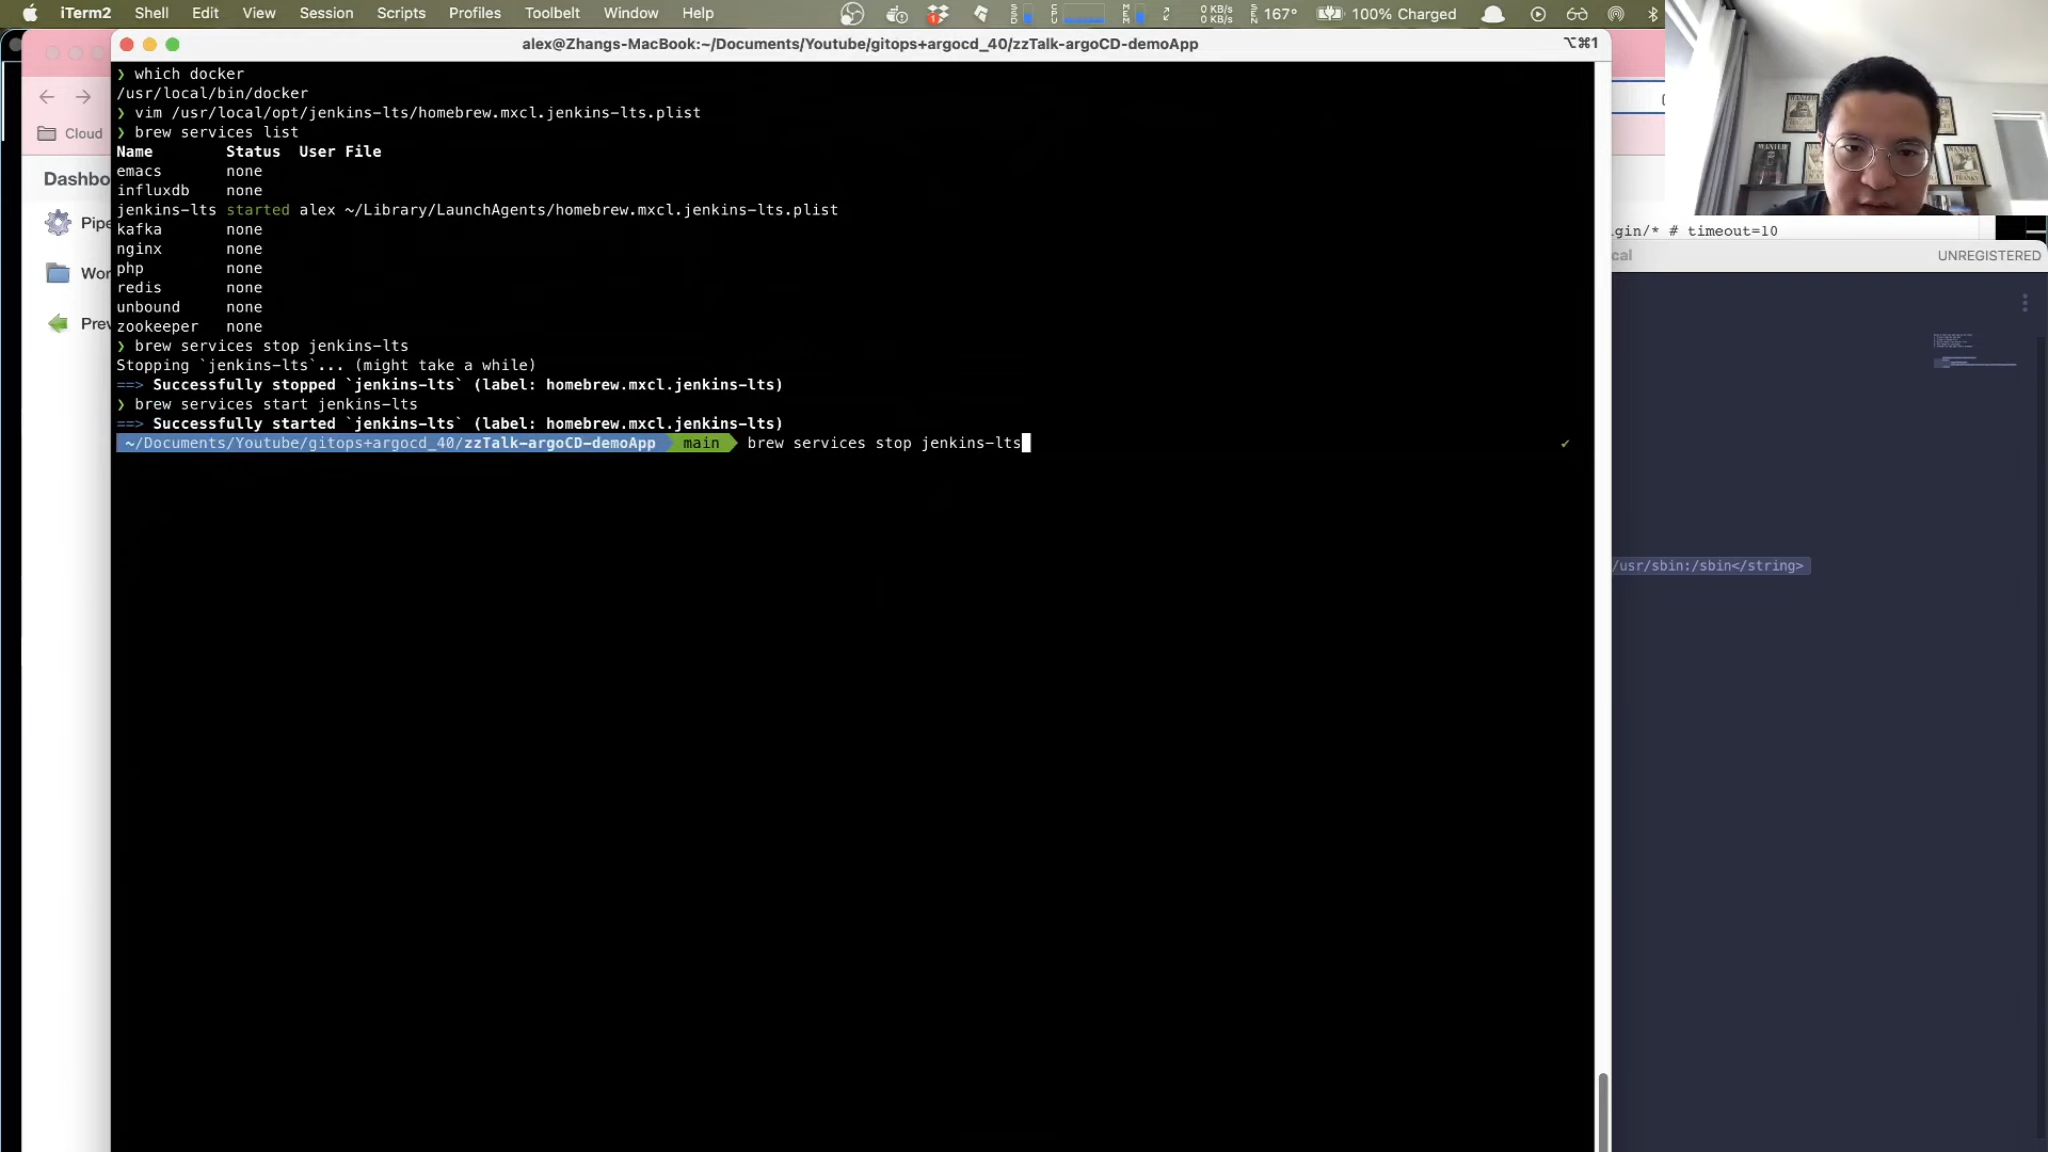 iTerm2 Shell Edit View Session Scripts Profiles Toolbelt Window Help 0 KB/s 0 KB/s 167° 100% Charged
alex@Zhangs-MacBook:~/Documents/Youtube/gitops+argocd_40/zzTalk-argoCD-demoApp ⌥⌘1
❯ which docker
/usr/local/bin/docker
❯ vim /usr/local/opt/jenkins-lts/homebrew.mxcl.jenkins-lts.plist
❯ brew services list
Name Status User File
emacs none
influxdb none
jenkins-lts started alex ~/Library/LaunchAgents/homebrew.mxcl.jenkins-lts.plist
kafka none
nginx none
php none
redis none
unbound none
zookeeper none
❯ brew services stop jenkins-lts
Stopping `jenkins-lts`... (might take a while)
==> Successfully stopped `jenkins-lts` (label: homebrew.mxcl.jenkins-lts)
❯ brew services start jenkins-lts
==> Successfully started `jenkins-lts` (label: homebrew.mxcl.jenkins-lts)
~/Documents/Youtube/gitops+argocd_40/zzTalk-argoCD-demoApp main brew services stop jenkins-lts ✓
Cloud
Dashbo
Pipe
Wor
Prev
WANTED
gin/* # timeout=10
cal UNREGISTERED
/usr/sbin:/sbin</string>